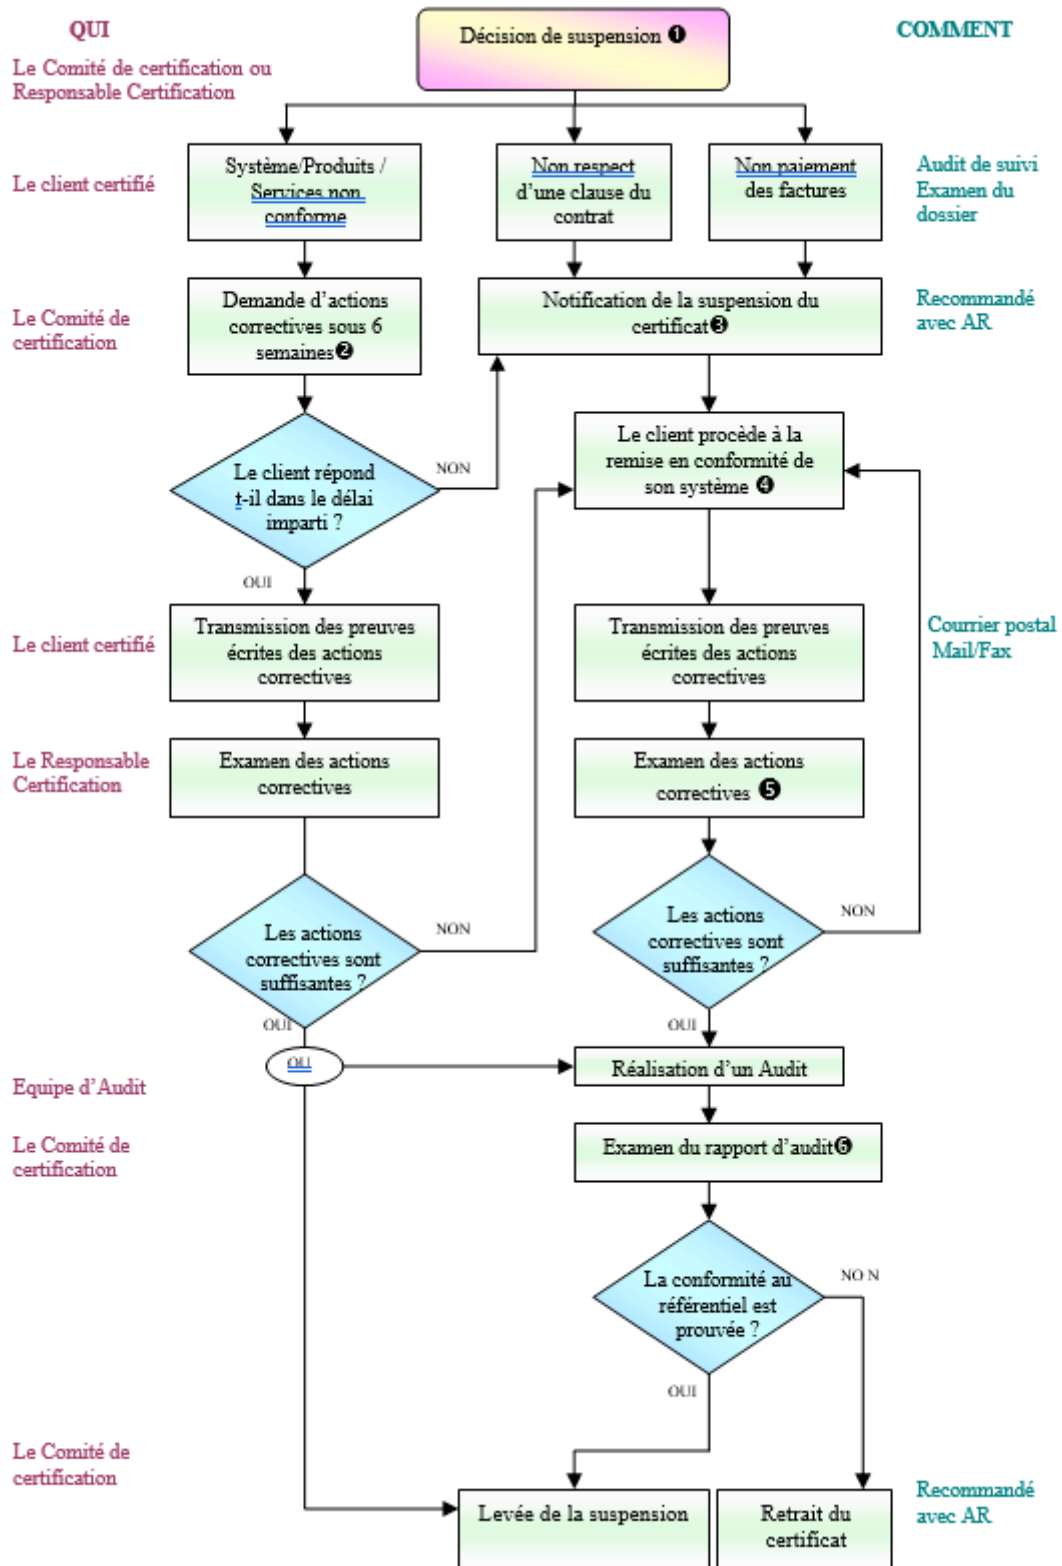 QUI
Décision de suspension ❶
COMMENT
Le Comité de certification ou
Responsable Certification
Le client certifié
Système/Produits /
Services non
conforme
Non respect
d'une clause du
contrat
Non paiement
des factures
Audit de suivi
Examen du
dossier
Le Comité de
certification
Demande d'actions
correctives sous 6
semaines❷
Notification de la suspension du
certificat❸
Recommandé
avec AR
Le client répond
t-il dans le délai
imparti ?
NON
Le client procède à la
remise en conformité de
son système ❹
OUI
Le client certifié
Transmission des preuves
écrites des actions
correctives
Transmission des preuves
écrites des actions
correctives
Courrier postal
Mail/Fax
Le Responsable
Certification
Examen des actions
correctives
Examen des actions
correctives ❺
Les actions
correctives sont
suffisantes ?
NON
Les actions
correctives sont
suffisantes ?
NON
OUI
OUI
OU
Réalisation d'un Audit
Equipe d'Audit
Le Comité de
certification
Examen du rapport d'audit❻
La conformité au
référentiel est
prouvée ?
NO N
OUI
Le Comité de
certification
Levée de la suspension
Retrait du
certificat
Recommandé
avec AR